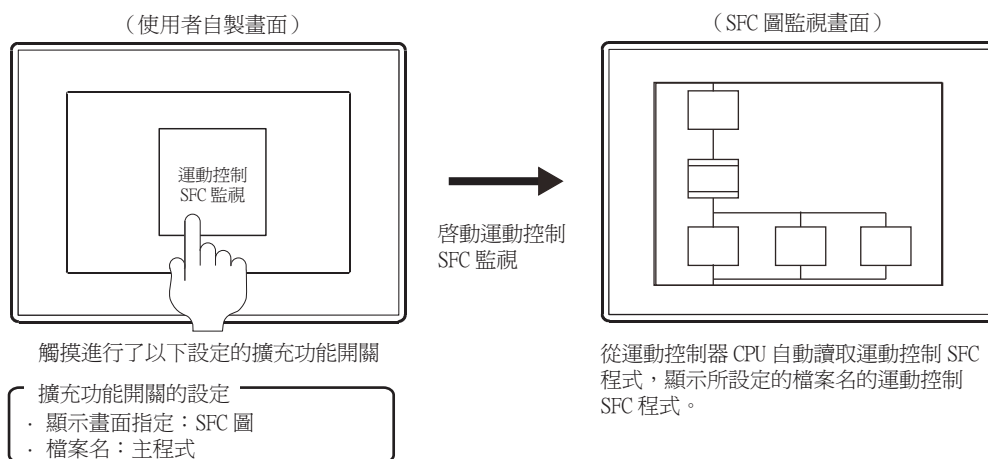 (使用者自製畫面)
運動控制
SFC 監視
觸摸進行了以下設定的擴充功能開關
擴充功能開關的設定
· 顯示畫面指定：SFC 圖
· 檔案名：主程式
啓動運動控制
SFC 監視
(SFC 圖監視畫面)
從運動控制器 CPU 自動讀取運動控制 SFC
程式，顯示所設定的檔案名的運動控制
SFC 程式。